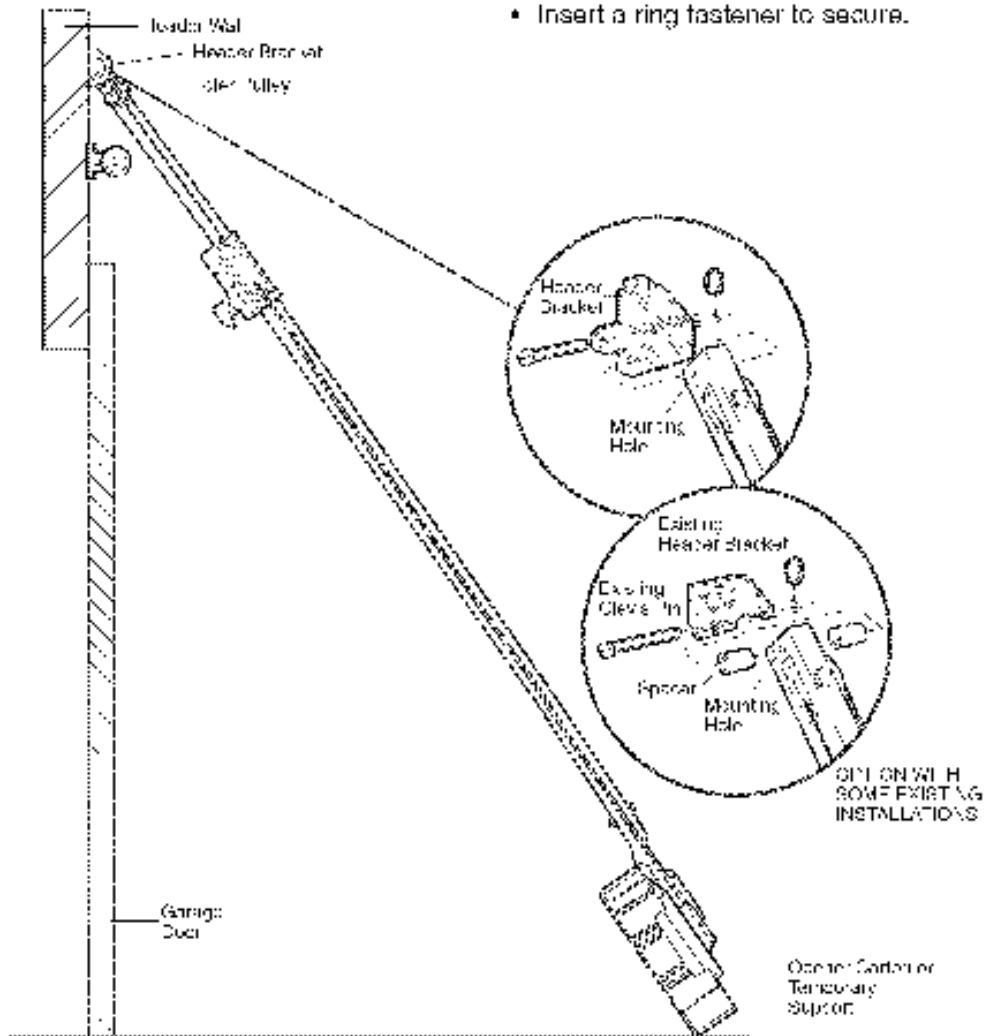 • Insert a ring fastener to secure.
Header Wall
Header Bracket
Idler Pulley
Header
Bracket
Mounting
Hole
Existing
Header Bracket
Existing
Clevis Pin
Spacer
Mounting
Hole
OPTION WITH
SOME EXISTING
INSTALLATIONS
Garage
Door
Opener Carton or
Temporary
Support